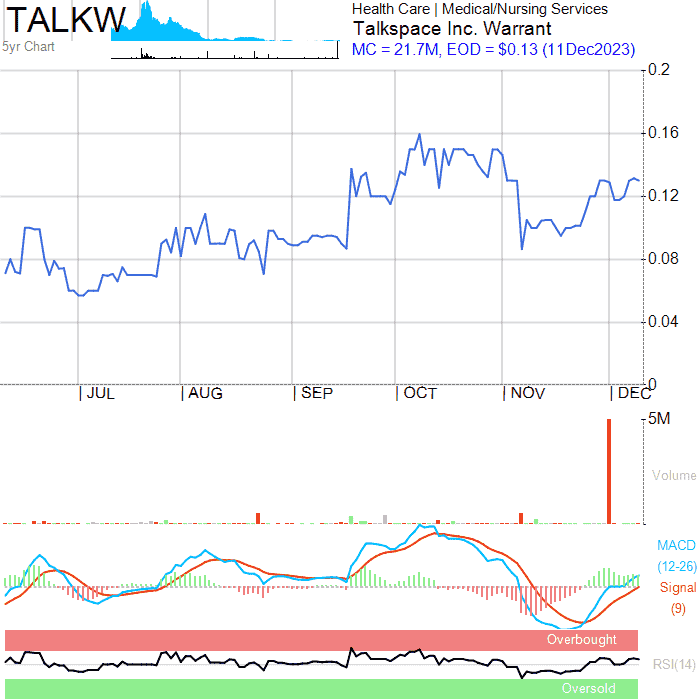 TALKW
5yr Chart
Health Care | Medical/Nursing Services
Talkspace Inc. Warrant
MC = 21.7M, EOD = $0.13 (11Dec2023)
0.2
0.16
0.12
0.08
0.04
0
| JUL | AUG | SEP | OCT | NOV | DEC
5M
Volume
MACD
(12-26)
Signal
(9)
Overbought
RSI(14)
Oversold